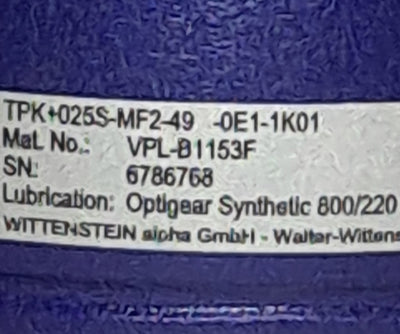 TPK+025S-MF2-49 -0E1-1K01
Mat. No.: VPL-B1153F
SN: 6786768
Lubrication: Optigear Synthetic 800/220
WITTENSTEIN alpha GmbH - Walter-Wittens